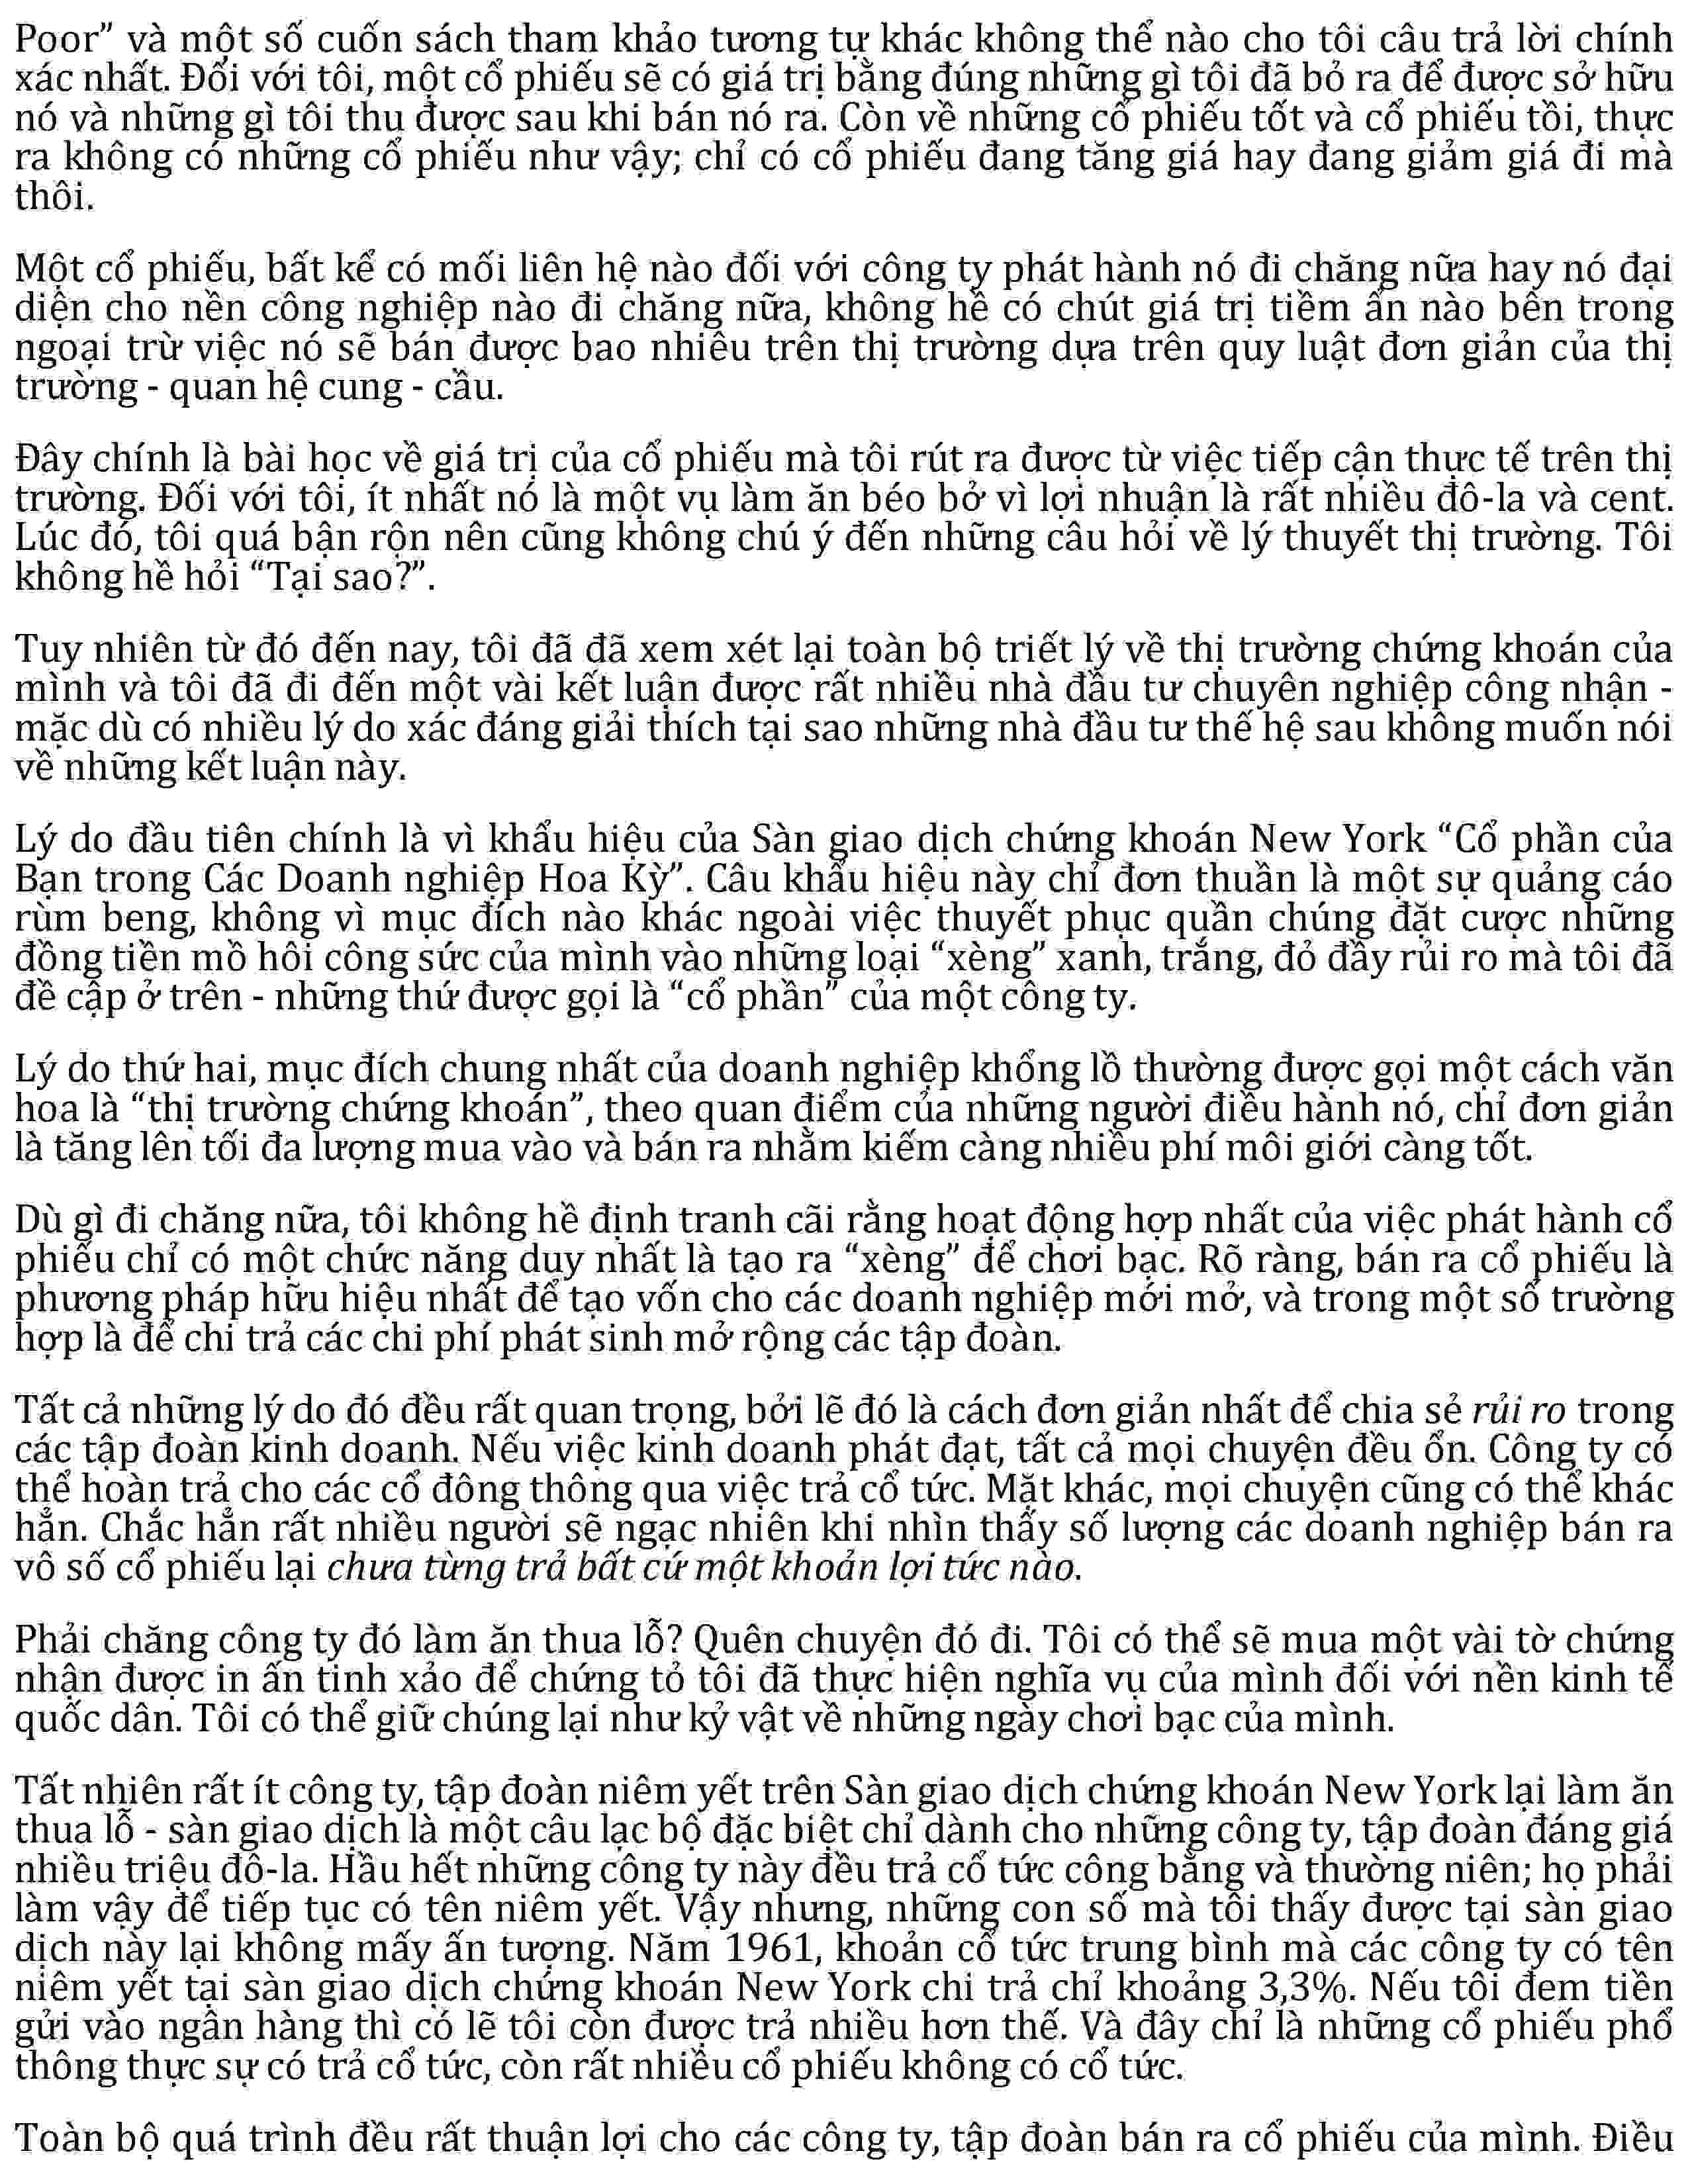 Poor” và một số cuốn sách tham khảo tương tự khác không thể nào cho tôi câu trả lời chính
xác nhất. Đối với tôi, một cổ phiếu sẽ có giá trị bằng đúng những gì tôi đã bỏ ra để được sở hữu
nó và những gì tôi thu được sau khi bán nó ra. Còn về những cổ phiếu tốt và cổ phiếu tồi, thực
ra không có những cổ phiếu như vậy; chỉ có cổ phiếu đang tăng giá hay đang giảm giá đi mà
thôi.
Một cổ phiếu, bất kể có mối liên hệ nào đối với công ty phát hành nó đi chăng nữa hay nó đại
diện cho nền công nghiệp nào đi chăng nữa, không hề có chút giá trị tiềm ẩn nào bên trong
ngoại trừ việc nó sẽ bán được bao nhiêu trên thị trường dựa trên quy luật đơn giản của thị
trường - quan hệ cung - cầu.
Đây chính là bài học về giá trị của cổ phiếu mà tôi rút ra được từ việc tiếp cận thực tế trên thị
trường. Đối với tôi, ít nhất nó là một vụ làm ăn béo bở vì lợi nhuận là rất nhiều đô-la và cent.
Lúc đó, tôi quá bận rộn nên cũng không chú ý đến những câu hỏi về lý thuyết thị trường. Tôi
không hề hỏi “Tại sao?”.
Tuy nhiên từ đó đến nay, tôi đã đã xem xét lại toàn bộ triết lý về thị trường chứng khoán của
mình và tôi đã đi đến một vài kết luận được rất nhiều nhà đầu tư chuyên nghiệp công nhận -
mặc dù có nhiều lý do xác đáng giải thích tại sao những nhà đầu tư thế hệ sau không muốn nói
về những kết luận này.
Lý do đầu tiên chính là vì khẩu hiệu của Sàn giao dịch chứng khoán New York “Cổ phần của
Bạn trong Các Doanh nghiệp Hoa Kỳ”. Câu khẩu hiệu này chỉ đơn thuần là một sự quảng cáo
rùm beng, không vì mục đích nào khác ngoài việc thuyết phục quần chúng đặt cược những
đồng tiền mồ hôi công sức của mình vào những loại “xèng” xanh, trắng, đỏ đầy rủi ro mà tôi đã
đề cập ở trên - những thứ được gọi là “cổ phần” của một công ty.
Lý do thứ hai, mục đích chung nhất của doanh nghiệp khổng lồ thường được gọi một cách văn
hoa là “thị trường chứng khoán”, theo quan điểm của những người điều hành nó, chỉ đơn giản
là tăng lên tối đa lượng mua vào và bán ra nhằm kiếm càng nhiều phí môi giới càng tốt.
Dù gì đi chăng nữa, tôi không hề định tranh cãi rằng hoạt động hợp nhất của việc phát hành cổ
phiếu chỉ có một chức năng duy nhất là tạo ra “xèng” để chơi bạc. Rõ ràng, bán ra cổ phiếu là
phương pháp hữu hiệu nhất để tạo vốn cho các doanh nghiệp mới mở, và trong một số trường
hợp là để chi trả các chi phí phát sinh mở rộng các tập đoàn.
Tất cả những lý do đó đều rất quan trọng, bởi lẽ đó là cách đơn giản nhất để chia sẻ rủi ro trong
các tập đoàn kinh doanh. Nếu việc kinh doanh phát đạt, tất cả mọi chuyện đều ổn. Công ty có
thể hoàn trả cho các cổ đông thông qua việc trả cổ tức. Mặt khác, mọi chuyện cũng có thể khác
hẳn. Chắc hẳn rất nhiều người sẽ ngạc nhiên khi nhìn thấy số lượng các doanh nghiệp bán ra
vô số cổ phiếu lại chưa từng trả bất cứ một khoản lợi tức nào.
Phải chăng công ty đó làm ăn thua lỗ? Quên chuyện đó đi. Tôi có thể sẽ mua một vài tờ chứng
nhận được in ấn tinh xảo để chứng tỏ tôi đã thực hiện nghĩa vụ của mình đối với nền kinh tế
quốc dân. Tôi có thể giữ chúng lại như kỷ vật về những ngày chơi bạc của mình.
Tất nhiên rất ít công ty, tập đoàn niêm yết trên Sàn giao dịch chứng khoán New York lại làm ăn
thua lỗ - sàn giao dịch là một câu lạc bộ đặc biệt chỉ dành cho những công ty, tập đoàn đáng giá
nhiều triệu đô-la. Hầu hết những công ty này đều trả cổ tức công bằng và thường niên; họ phải
làm vậy để tiếp tục có tên niêm yết. Vậy nhưng, những con số mà tôi thấy được tại sàn giao
dịch này lại không mấy ấn tượng. Năm 1961, khoản cổ tức trung bình mà các công ty có tên
niêm yết tại sàn giao dịch chứng khoán New York chi trả chỉ khoảng 3,3%. Nếu tôi đem tiền
gửi vào ngân hàng thì có lẽ tôi còn được trả nhiều hơn thế. Và đây chỉ là những cổ phiếu phổ
thông thực sự có trả cổ tức, còn rất nhiều cổ phiếu không có cổ tức.
Toàn bộ quá trình đều rất thuận lợi cho các công ty, tập đoàn bán ra cổ phiếu của mình. Điều